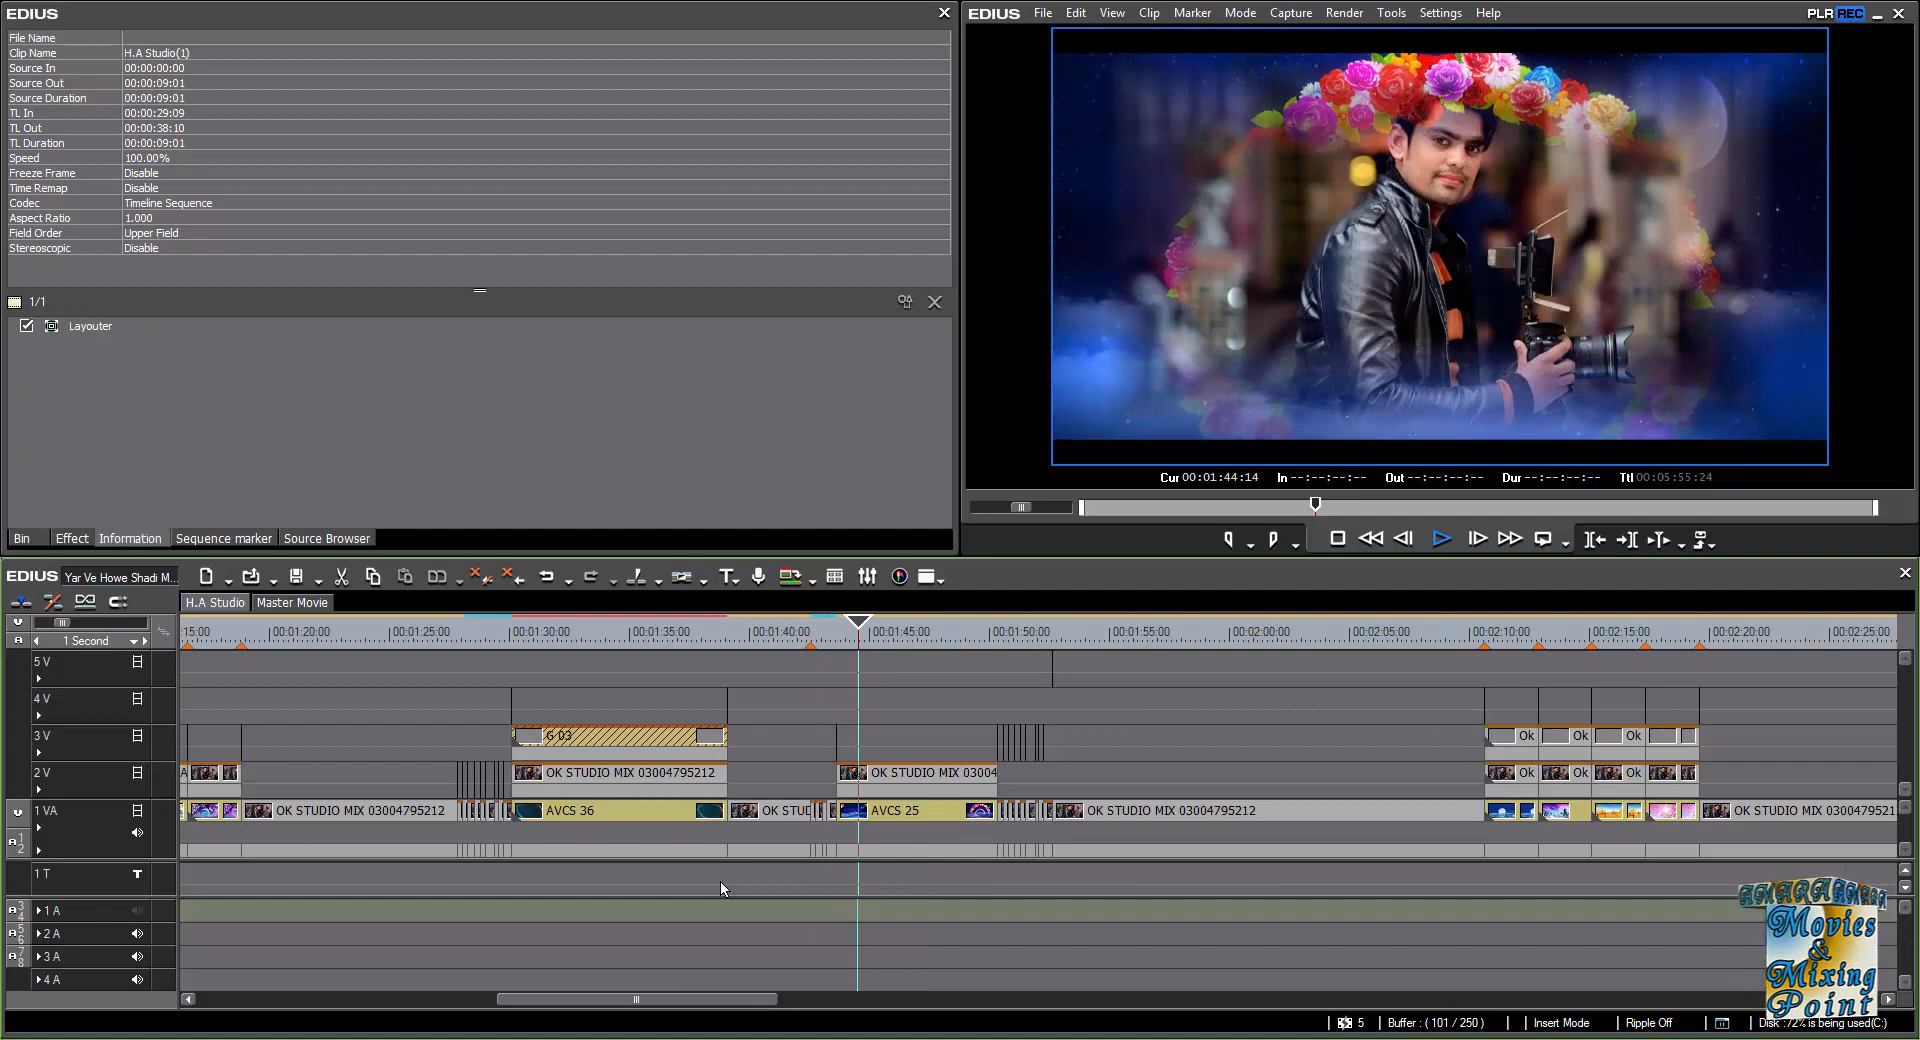 EDIUS
File Name
Clip Name H.A Studio(1)
Source In 00:00:00:00
Source Out 00:00:09:01
Source Duration 00:00:09:01
TL In 00:00:29:09
TL Out 00:00:38:10
TL Duration 00:00:09:01
Speed 100.00%
Freeze Frame Disable
Time Remap Disable
Codec Timeline Sequence
Aspect Ratio 1.000
Field Order Upper Field
Stereoscopic Disable
1/1
Layouter
Bin Effect Information Sequence marker Source Browser
EDIUS File Edit View Clip Marker Mode Capture Render Tools Settings Help PLR REC
Cur 00:01:44:14 In --:--:--:-- Out --:--:--:-- Dur --:--:--:-- Ttl 00:05:55:24
EDIUS Yar Ve Howe Shadi M...
H.A Studio Master Movie
1 Second
:15:00 00:01:20:00 00:01:25:00 00:01:30:00 00:01:35:00 00:01:40:00 00:01:45:00 00:01:50:00 00:01:55:00 00:02:00:00 00:02:05:00 00:02:10:00 00:02:15:00 00:02:20:00 00:02:25:00
5 V
4 V
3 V G 03 Ok Ok Ok
2 V A OK STUDIO MIX 03004795212 OK STUDIO MIX 03004 Ok Ok Ok
1 VA OK STUDIO MIX 03004795212 AVCS 36 OK STUD AVCS 25 OK STUDIO MIX 03004795212 OK STUDIO MIX 0300479521
A 1 2
1 T T
A 3 4 1 A
A 5 6 2 A
A 7 8 3 A
4 A
Movies
&
Mixing
Point
5 Buffer : ( 101 / 250 ) Insert Mode Ripple Off Disk :72% is being used(C:)